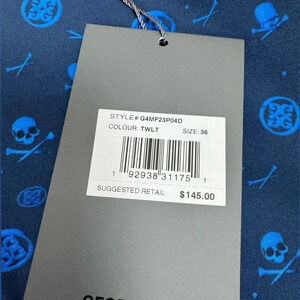 STYLE# G4MF23P04D
COLOUR: TWLT SIZE: 36
1 92938 31175 1
SUGGESTED RETAIL $145.00